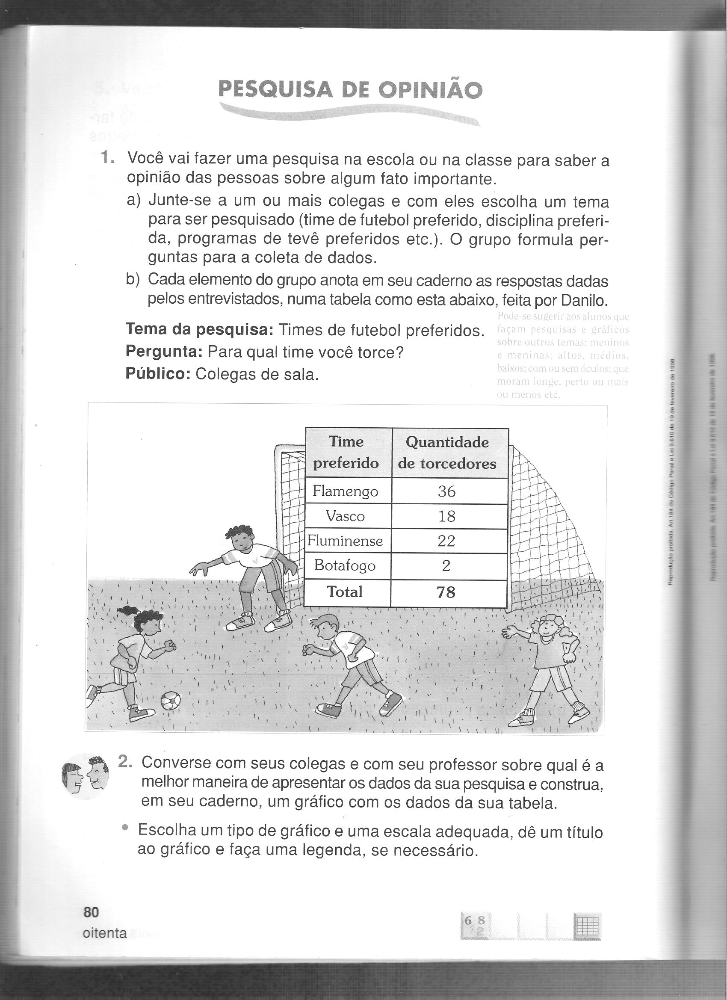 PESQUISA DE OPINIÃO
1. Você vai fazer uma pesquisa na escola ou na classe para saber a
opinião das pessoas sobre algum fato importante.
a) Junte-se a um ou mais colegas e com eles escolha um tema
para ser pesquisado (time de futebol preferido, disciplina preferi-
da, programas de tevê preferidos etc.). O grupo formula per-
guntas para a coleta de dados.
b) Cada elemento do grupo anota em seu caderno as respostas dadas
pelos entrevistados, numa tabela como esta abaixo, feita por Danilo.
Tema da pesquisa: Times de futebol preferidos.
Pergunta: Para qual time você torce?
Público: Colegas de sala.
Pode-se sugerir aos alunos que
façam pesquisas e gráficos
sobre outros temas: meninos
e meninas; altos, médios,
baixos; com ou sem óculos; que
moram longe, perto ou mais
ou menos etc.
Time preferido Quantidade de torcedores
Flamengo 36
Vasco 18
Fluminense 22
Botafogo 2
Total 78
2. Converse com seus colegas e com seu professor sobre qual é a
melhor maneira de apresentar os dados da sua pesquisa e construa,
em seu caderno, um gráfico com os dados da sua tabela.
• Escolha um tipo de gráfico e uma escala adequada, dê um título
ao gráfico e faça uma legenda, se necessário.
80
oitenta
6 8
1 2
Reprodução proibida. Art. 184 do Código Penal e Lei 9.610 de 19 de fevereiro de 1998.